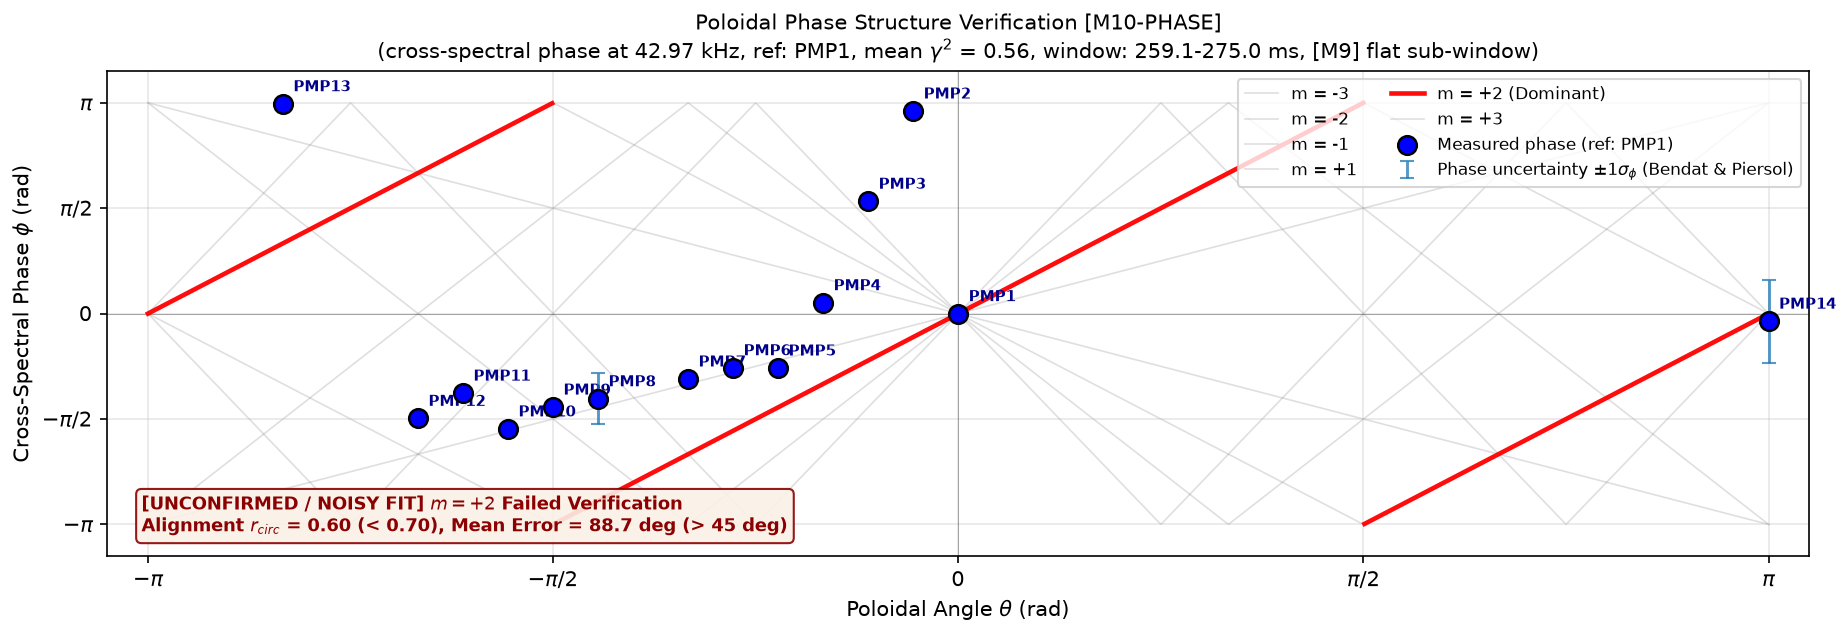 Poloidal Phase Structure Verification [M10-PHASE]
(cross-spectral phase at 42.97 kHz, ref: PMP1, mean γ² = 0.56, window: 259.1-275.0 ms, [M9] flat sub-window)
Cross-Spectral Phase ϕ (rad)
π
π/2
0
−π/2
−π
PMP13
PMP2
PMP3
PMP4
PMP1
PMP14
PMP5
PMP6
PMP7
PMP8
PMP9
PMP10
PMP11
PMP12
m = -3
m = -2
m = -1
m = +1
m = +2 (Dominant)
m = +3
Measured phase (ref: PMP1)
Phase uncertainty ±1σϕ (Bendat & Piersol)
[UNCONFIRMED / NOISY FIT] m = +2 Failed Verification
Alignment r_circ = 0.60 (< 0.70), Mean Error = 88.7 deg (> 45 deg)
−π
−π/2
0
π/2
π
Poloidal Angle θ (rad)